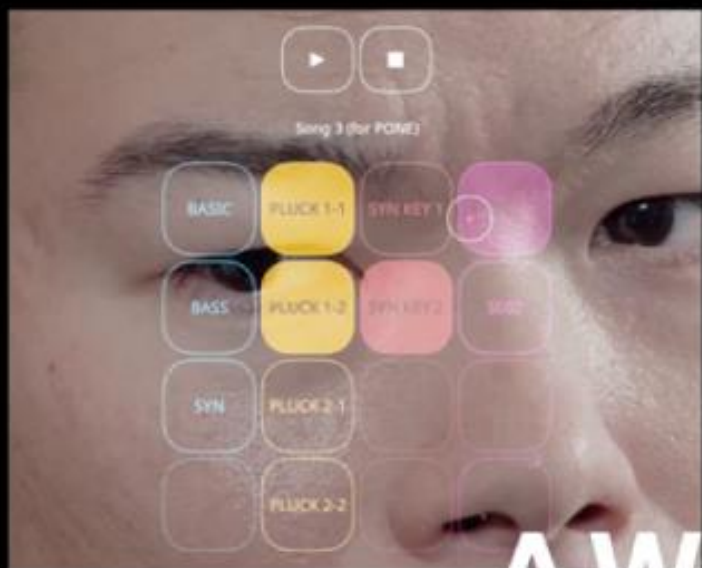 Song 3 (for PONE)
BASIC PLUCK 1-1 SYN KEY 1
BASS PLUCK 1-2 SYN KEY 2
SYN PLUCK 2-1
PLUCK 2-2
AW